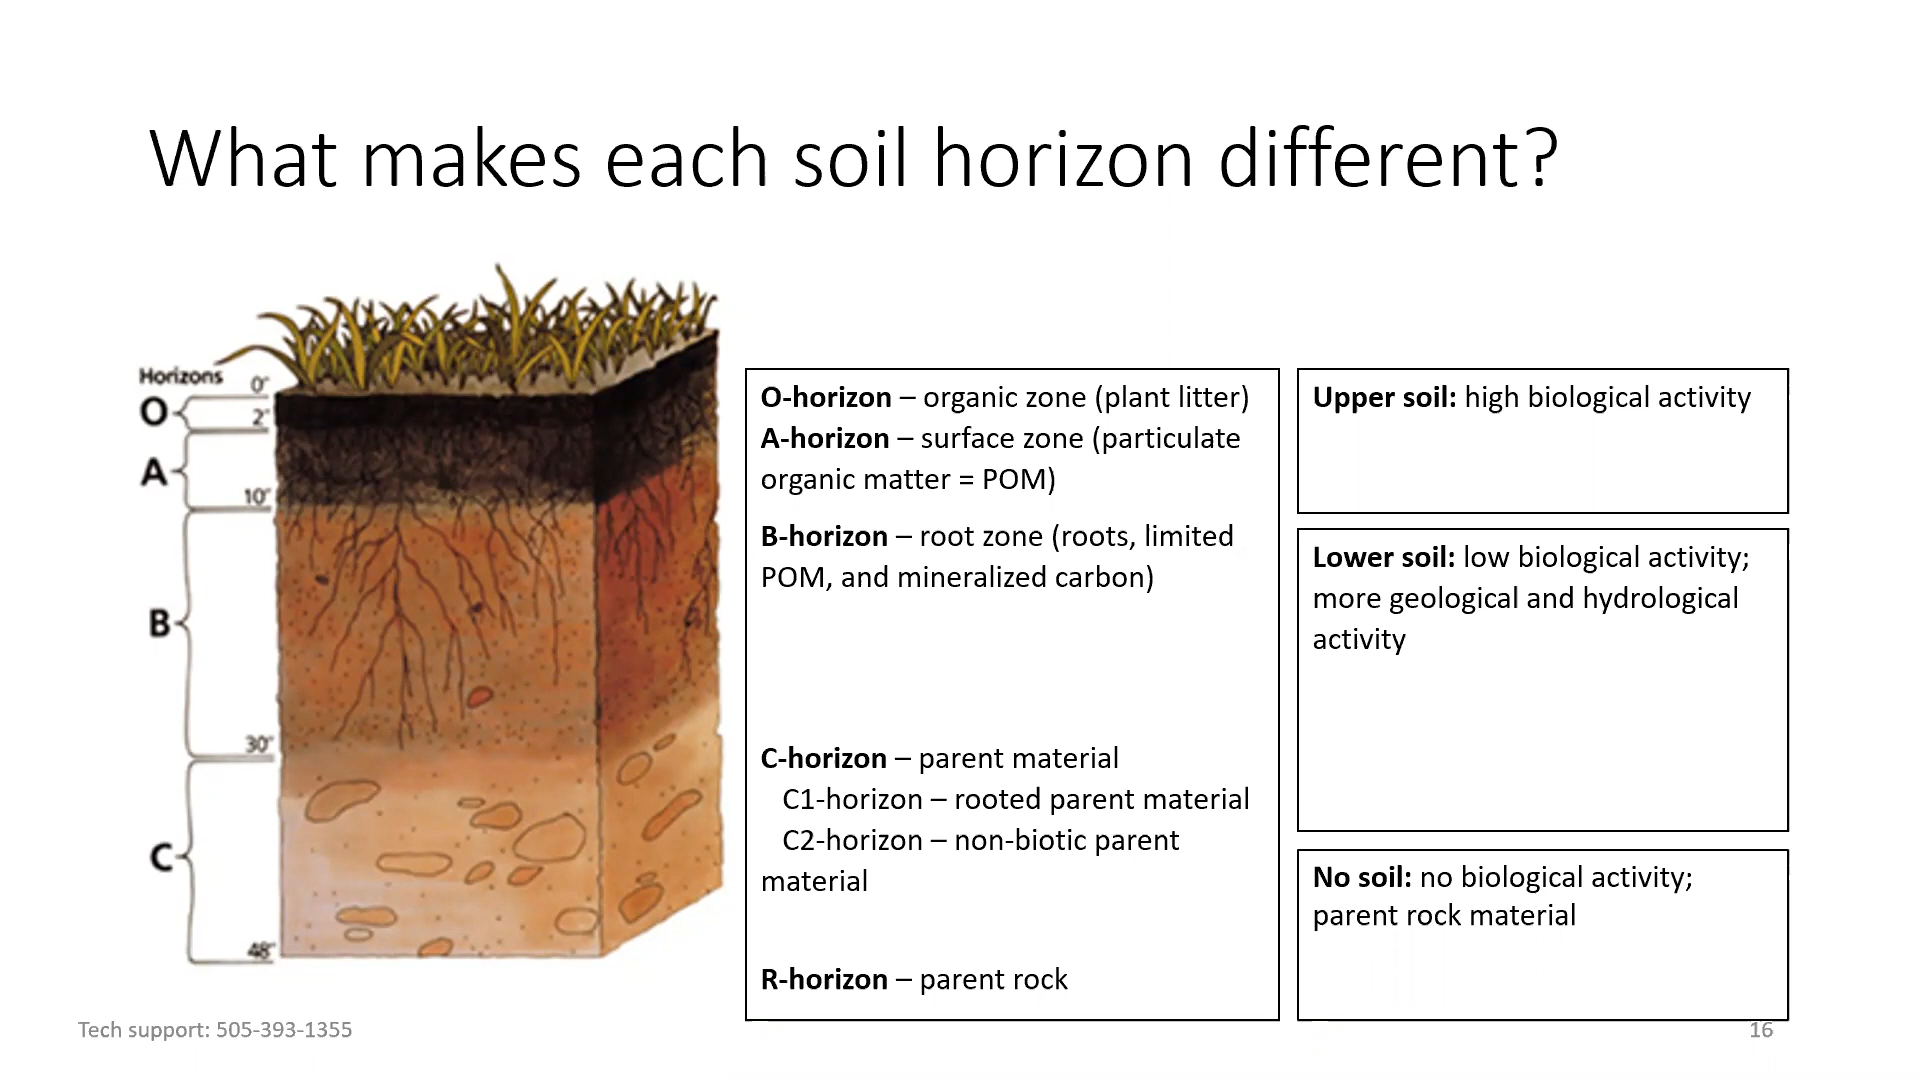 What makes each soil horizon different?
Horizons
0"
O
2"
A
10"
B
30"
C
48"
O-horizon – organic zone (plant litter)
A-horizon – surface zone (particulate
organic matter = POM)
B-horizon – root zone (roots, limited
POM, and mineralized carbon)
C-horizon – parent material
C1-horizon – rooted parent material
C2-horizon – non-biotic parent
material
R-horizon – parent rock
Upper soil: high biological activity
Lower soil: low biological activity;
more geological and hydrological
activity
No soil: no biological activity;
parent rock material
Tech support: 505-393-1355
16